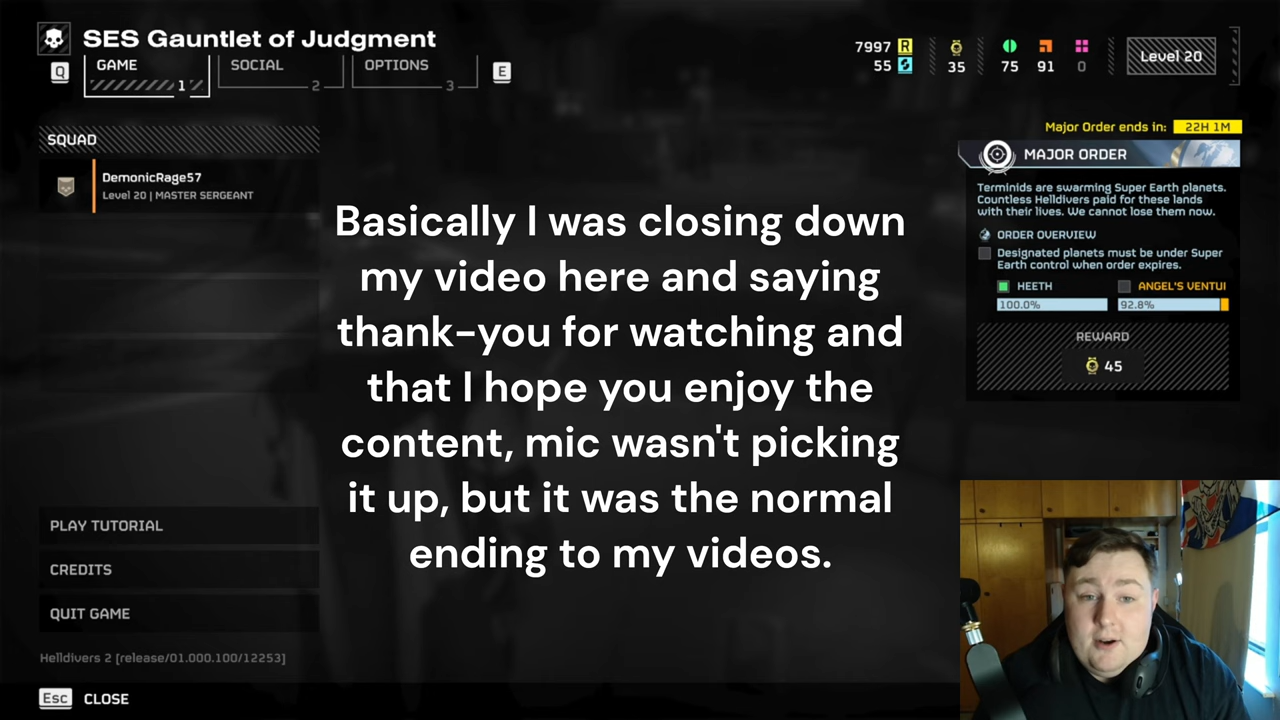 SES Gauntlet of Judgment
Q
GAME
1
SOCIAL
2
OPTIONS
3
E
7997 R
55 S
35
75
91
0
Level 20
SQUAD
DemonicRage57
Level 20 | MASTER SERGEANT
Major Order ends in: 22H 1M
MAJOR ORDER
Terminids are swarming Super Earth planets.
Countless Helldivers paid for these lands
with their lives. We cannot lose them now.
ORDER OVERVIEW
Designated planets must be under Super
Earth control when order expires.
HEETH
ANGEL'S VENTU
100.0%
92.8%
REWARD
45
Basically I was closing down
my video here and saying
thank-you for watching and
that I hope you enjoy the
content, mic wasn't picking
it up, but it was the normal
ending to my videos.
PLAY TUTORIAL
CREDITS
QUIT GAME
Helldivers 2 [release/01.000.100/12253]
Esc CLOSE